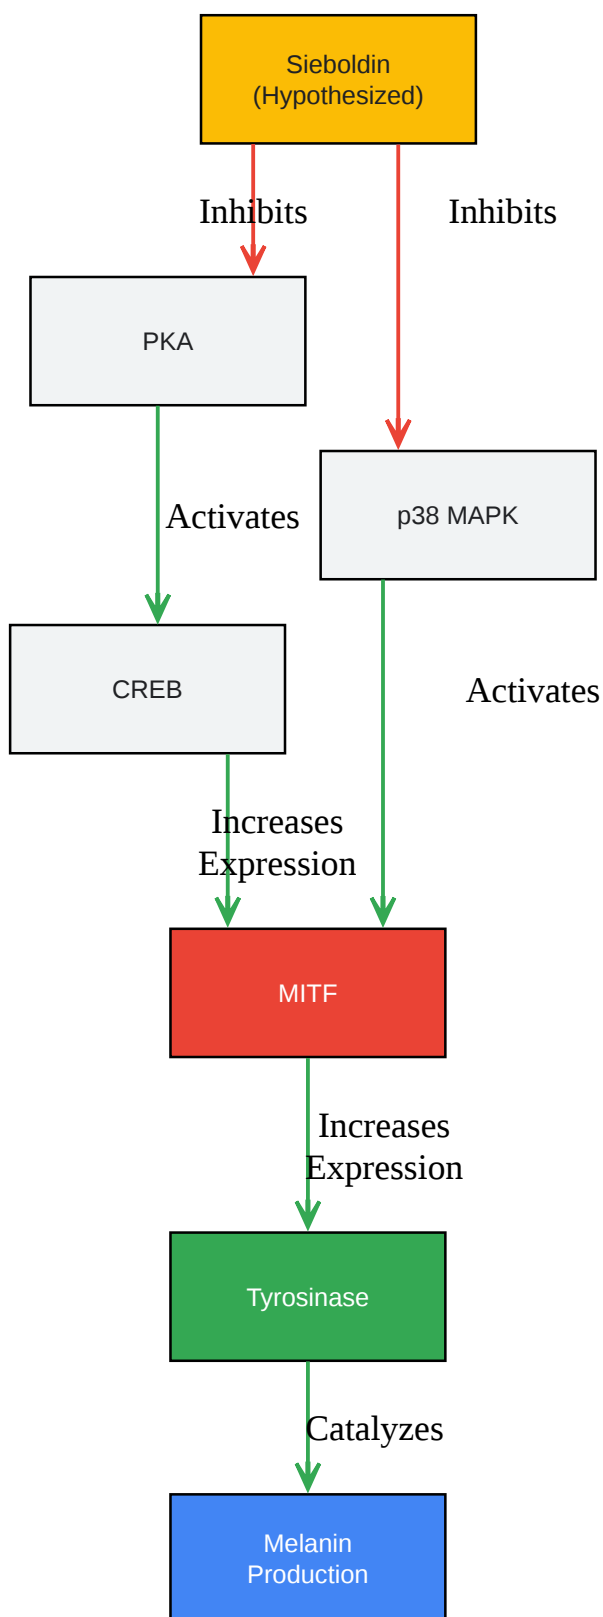 Sieboldin
(Hypothesized)
Inhibits
Inhibits
PKA
p38 MAPK
Activates
CREB
Activates
Increases
Expression
MITF
Increases
Expression
Tyrosinase
Catalyzes
Melanin
Production